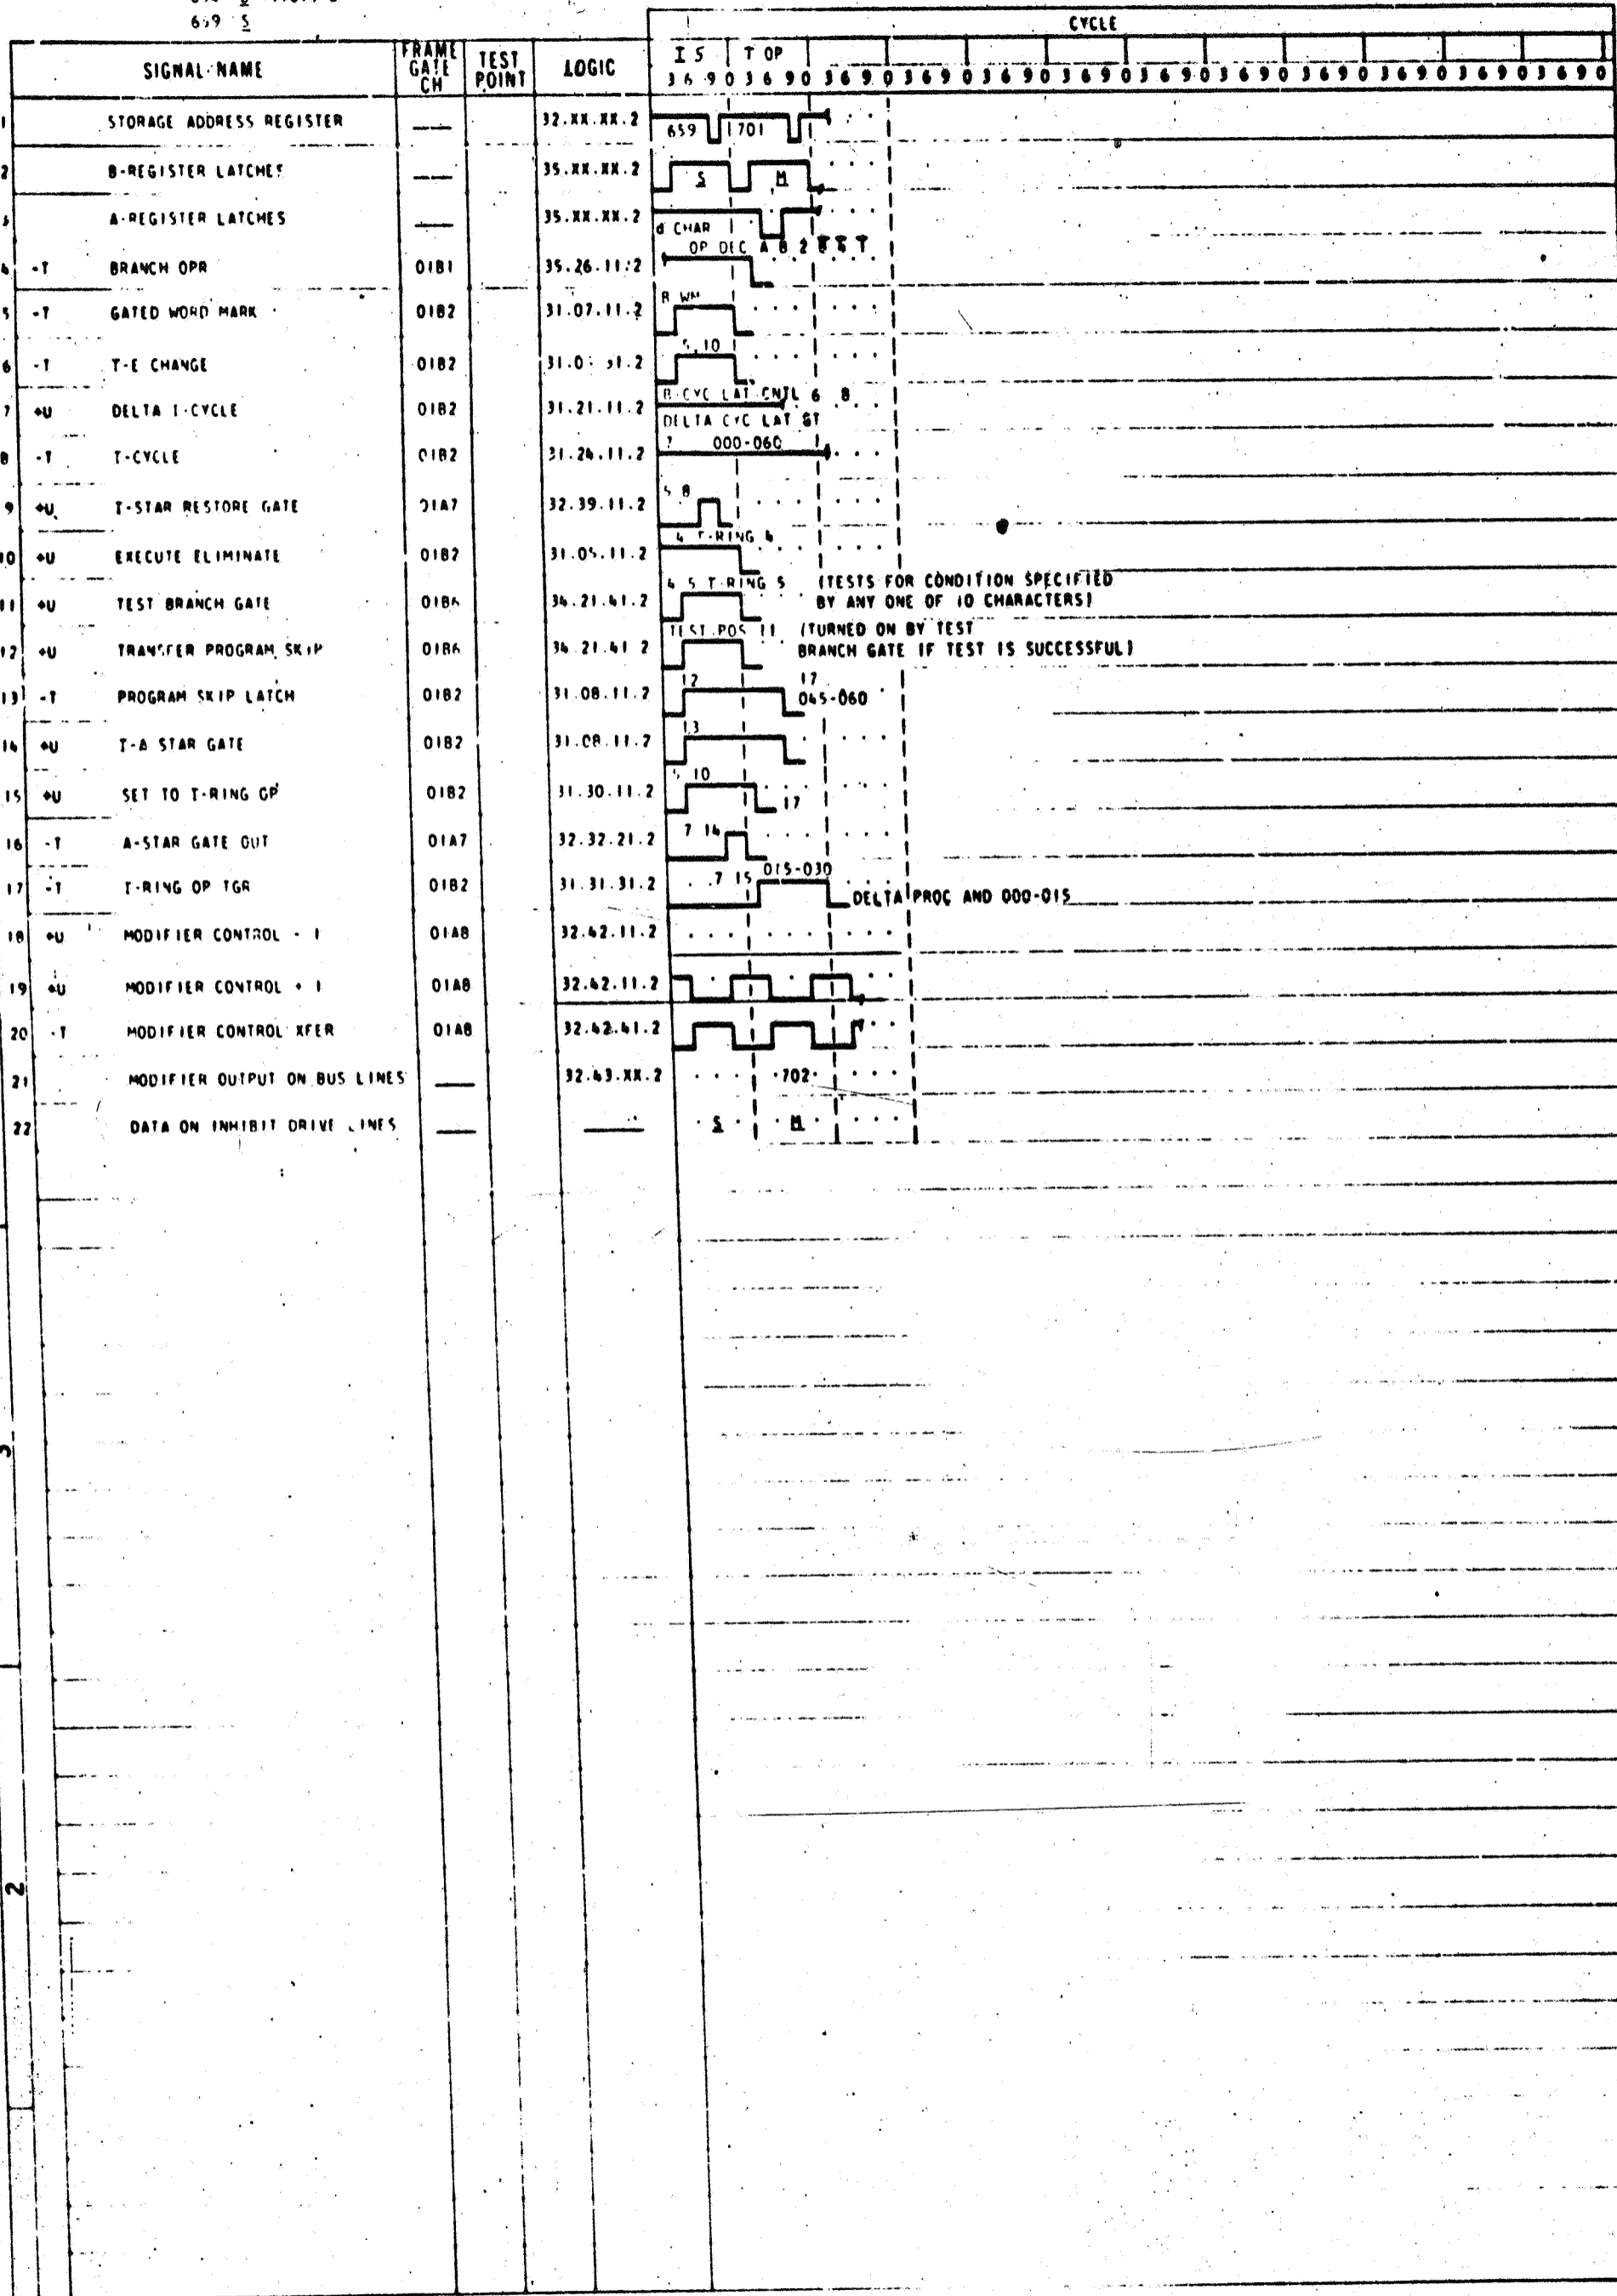 659 S
CYCLE
SIGNAL NAME FRAME GATE CH TEST POINT LOGIC I 5 I OP
3 6 9 0 3 6 9 0 3 6 9 0 3 6 9 0 3 6 9 0 3 6 9 0 3 6 9 0 3 6 9 0 3 6 9 0 3 6 9 0 3 6 9 0 3 6 9 0
1 STORAGE ADDRESS REGISTER — 32.XX.XX.2 659 701
2 B-REGISTER LATCHES — 35.XX.XX.2 S M
3 A-REGISTER LATCHES — 35.XX.XX.2 d CHAR
OP DEC A B 2
4 -T BRANCH OPR 01B1 35.26.11.2
B WM
5 -T GATED WORD MARK 01B2 31.07.11.2
5, 10
6 -T I-E CHANGE 01B2
B-CYC LAT CNTL 6 8
7 +U DELTA I-CYCLE 01B2 31.21.11.2
DELTA CYC LAT ST
7 000-060
8 -T I-CYCLE 01B2 31.24.11.2
5 8
9 +U I-STAR RESTORE GATE 01A7 32.39.11.2
4 I-RING 4
10 +U EXECUTE ELIMINATE 01B2 31.05.11.2
4 5 I-RING 5 (TESTS FOR CONDITION SPECIFIED
11 +U TEST BRANCH GATE 34.21.41.2 BY ANY ONE OF 10 CHARACTERS)
TEST POS 11 (TURNED ON BY TEST
12 +U TRANSFER PROGRAM SKIP 34.21.41.2 BRANCH GATE IF TEST IS SUCCESSFUL)
12 17
13 -T PROGRAM SKIP LATCH 01B2 31.08.11.2 045-060
13
14 +U I-A STAR GATE 01B2 31.08.11.2
10
15 +U SET TO I-RING OP 01B2 31.30.11.2 17
7 14
16 -T A-STAR GATE OUT 01A7 32.32.21.2
7 15 015-030
17 -T I-RING OP TGR 01B2 31.31.31.2 DELTA PROC AND 000-015
18 +U MODIFIER CONTROL - 1 01A8 32.42.11.2
19 +U MODIFIER CONTROL + 1 01A8 32.42.11.2
20 -T MODIFIER CONTROL XFER 01A8 32.42.41.2
21 MODIFIER OUTPUT ON BUS LINES — 32.43.XX.2 702
22 DATA ON INHIBIT DRIVE LINES — — S M
2